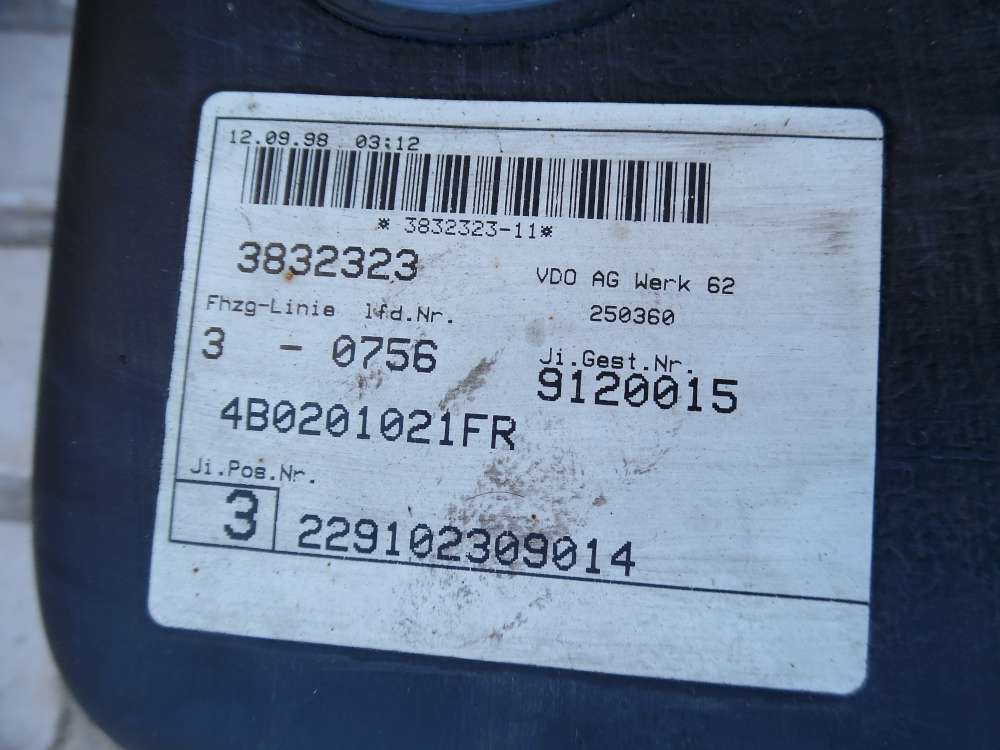 12.09.98 03:12
* 3832323-11*
3832323
VDO AG Werk 62
Fhzg-Linie lfd.Nr.
250360
3 - 0756
Ji.Gest.Nr.
9120015
4B0201021FR
Ji.Pos.Nr.
3
229102309014